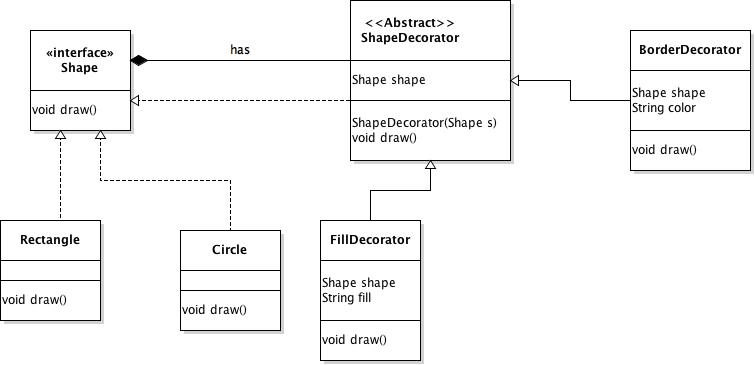 «interface»
Shape
void draw()
has
<<Abstract>>
ShapeDecorator
Shape shape
ShapeDecorator(Shape s)
void draw()
BorderDecorator
Shape shape
String color
void draw()
Rectangle
void draw()
Circle
void draw()
FillDecorator
Shape shape
String fill
void draw()